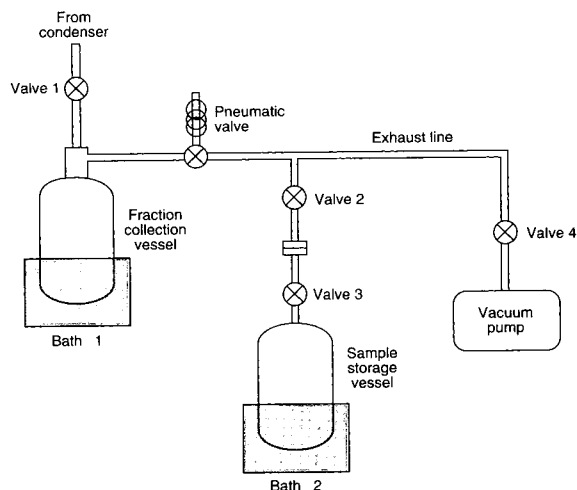 From
condenser
Valve 1
Pneumatic
valve
Exhaust line
Valve 2
Fraction
collection
vessel
Valve 4
Valve 3
Vacuum
pump
Bath 1
Sample
storage
vessel
Bath 2